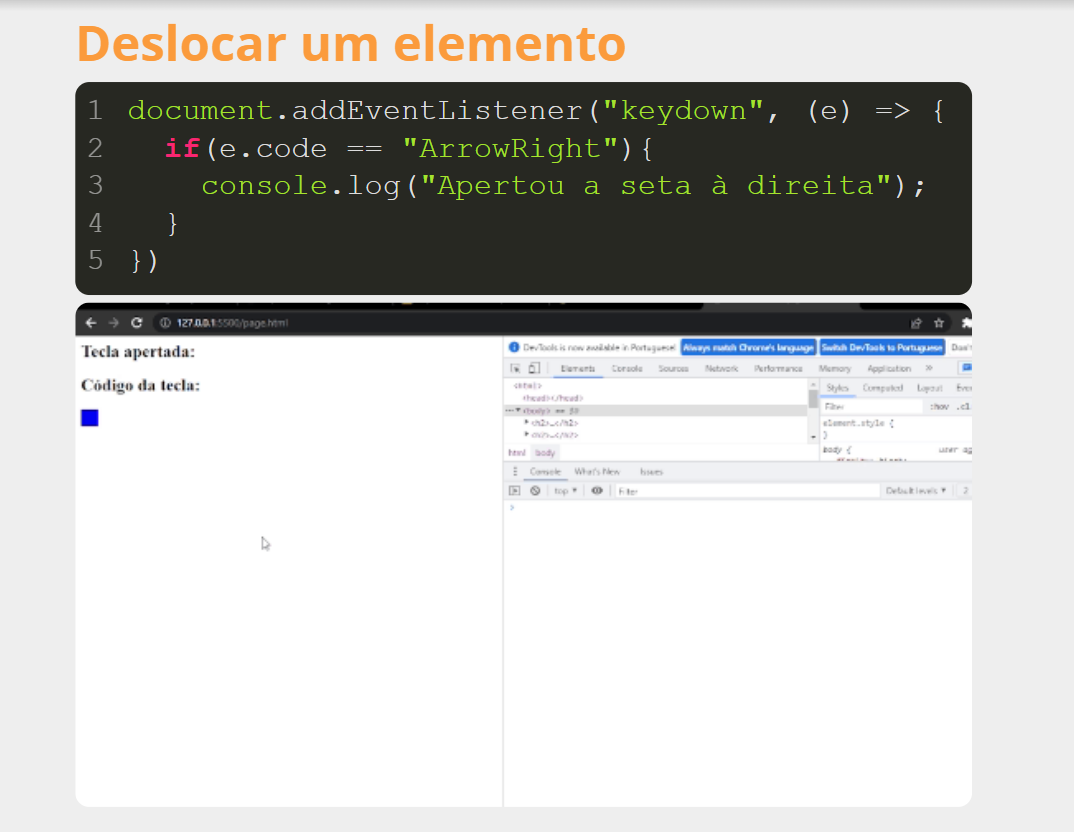 Deslocar um elemento
1 document.addEventListener("keydown", (e) => {
2 if(e.code == "ArrowRight"){
3 console.log("Apertou a seta à direita");
4 }
5 })
127.0.0.1:5500/page.html
Tecla apertada:
Código da tecla:
DevTools is now available in Portuguese! Always match Chrome's language Switch DevTools to Portuguese
Elements Console Sources Network Performance Memory Application »
<html>
<head></head>
Styles Computed Layout
<body> == $0
Filter :hov .cl
<h2>…</h2>
element.style {
<h2>…</h2>
}
html body
body { user ag
Console What's New Issues
top Filter Default levels 2
>